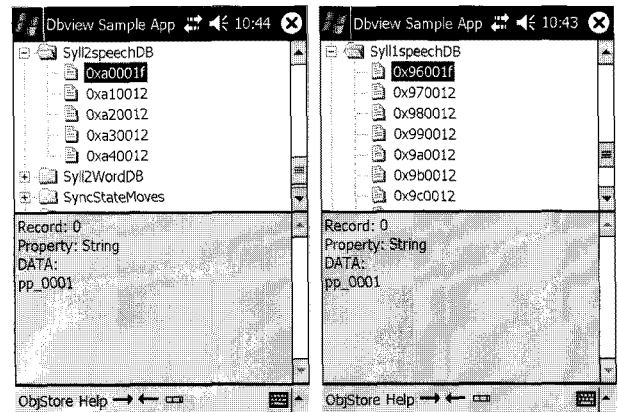 Dbview Sample App 10:44
Syll2speechDB
0xa0001f
0xa10012
0xa20012
0xa30012
0xa40012
Syll2WordDB
SyncStateMoves
Record: 0
Property: String
DATA:
pp_0001
ObjStore Help
Dbview Sample App 10:43
Syll1speechDB
0x96001f
0x970012
0x980012
0x990012
0x9a0012
0x9b0012
0x9c0012
Record: 0
Property: String
DATA:
pp_0001
ObjStore Help